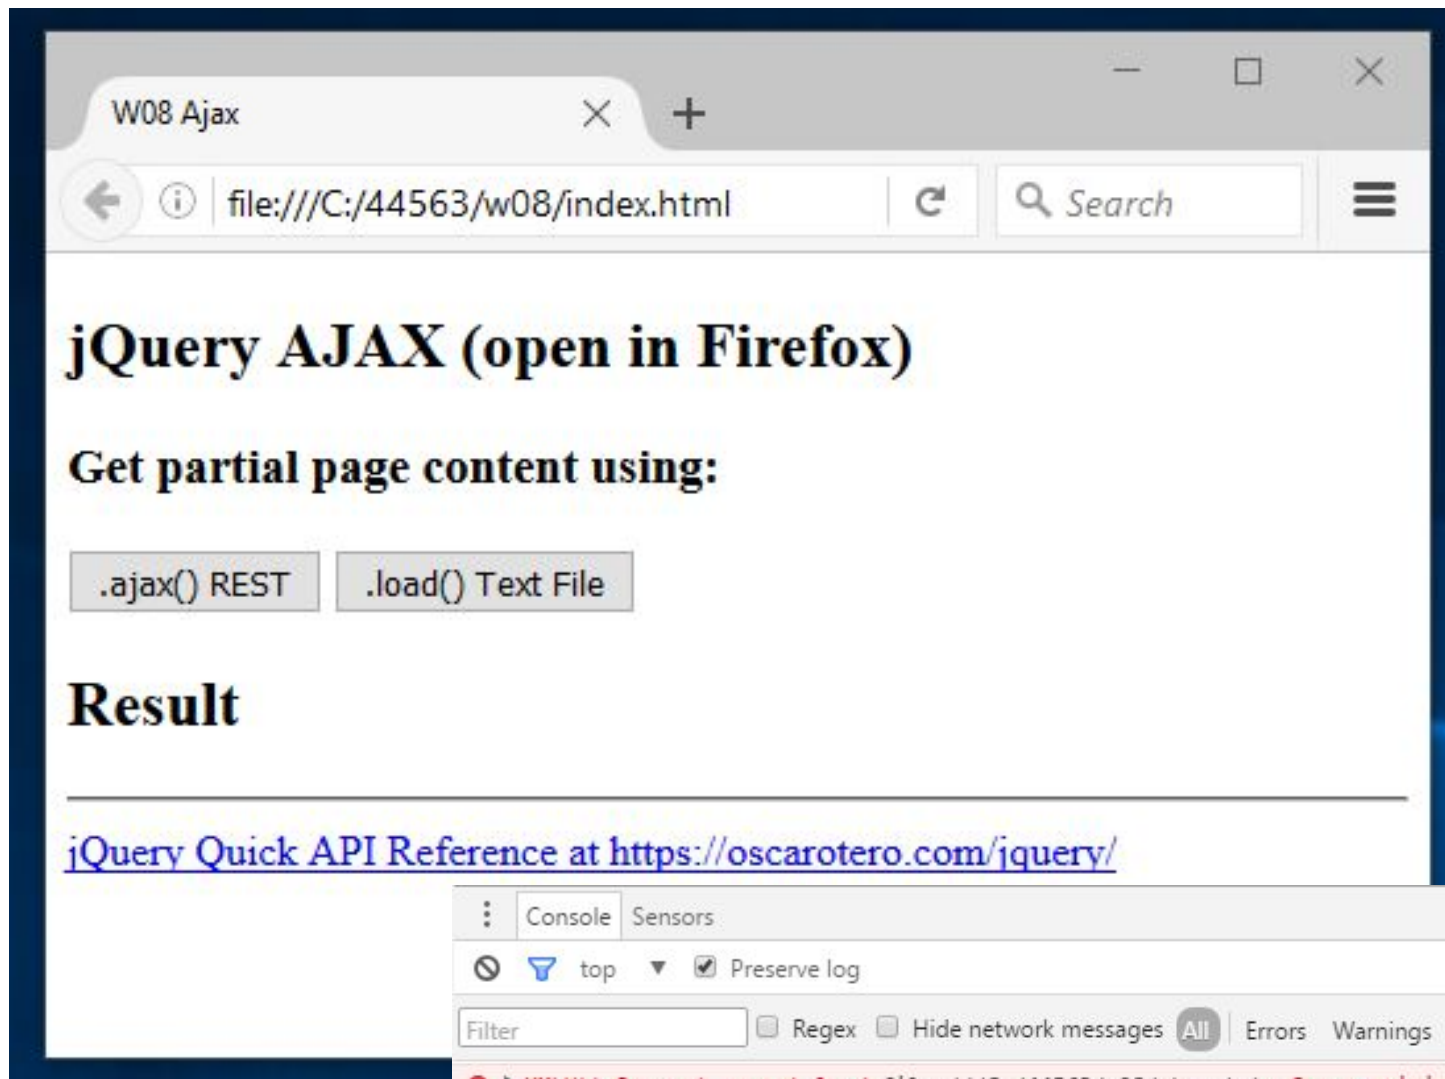 W08 Ajax
file:///C:/44563/w08/index.html Search
jQuery AJAX (open in Firefox)
Get partial page content using:
.ajax() REST .load() Text File
Result
jQuery Quick API Reference at https://oscarotero.com/jquery/
Console Sensors
top Preserve log
Filter Regex Hide network messages All Errors Warnings